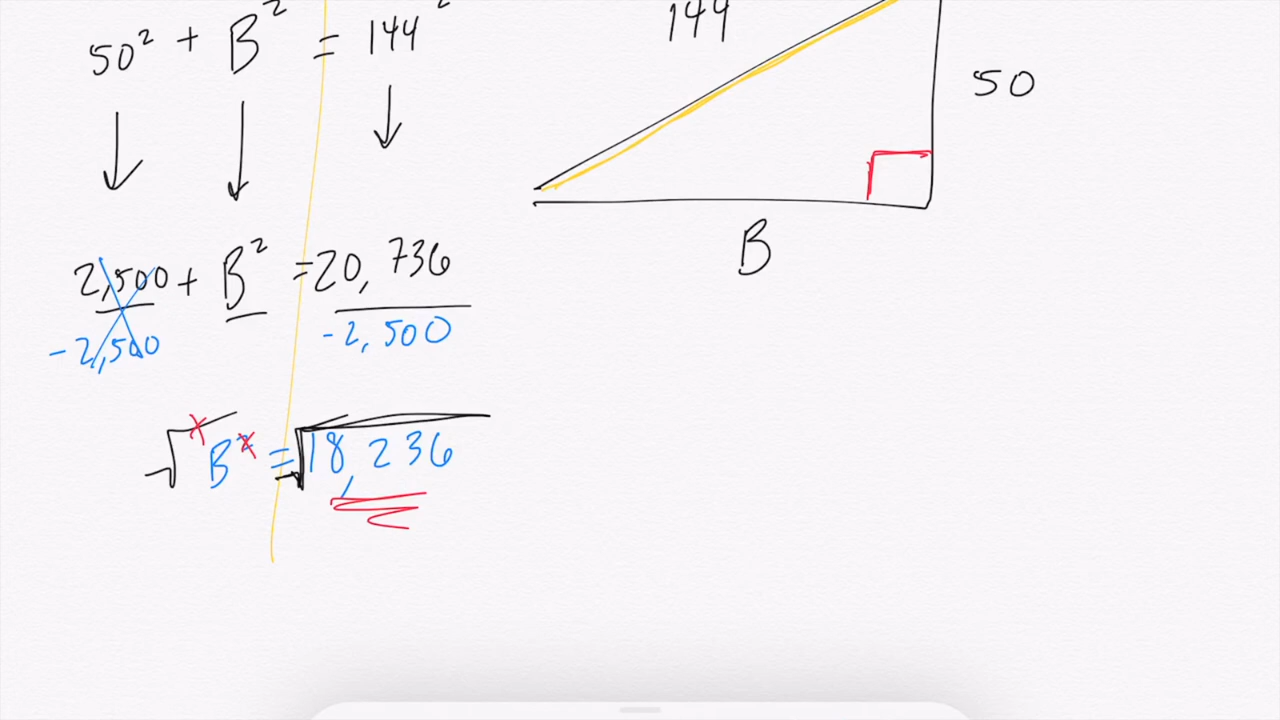 50² + B² = 144²
144
50
B
2,500 + B² = 20,736
-2,500 -2,500
√B² = √18,236